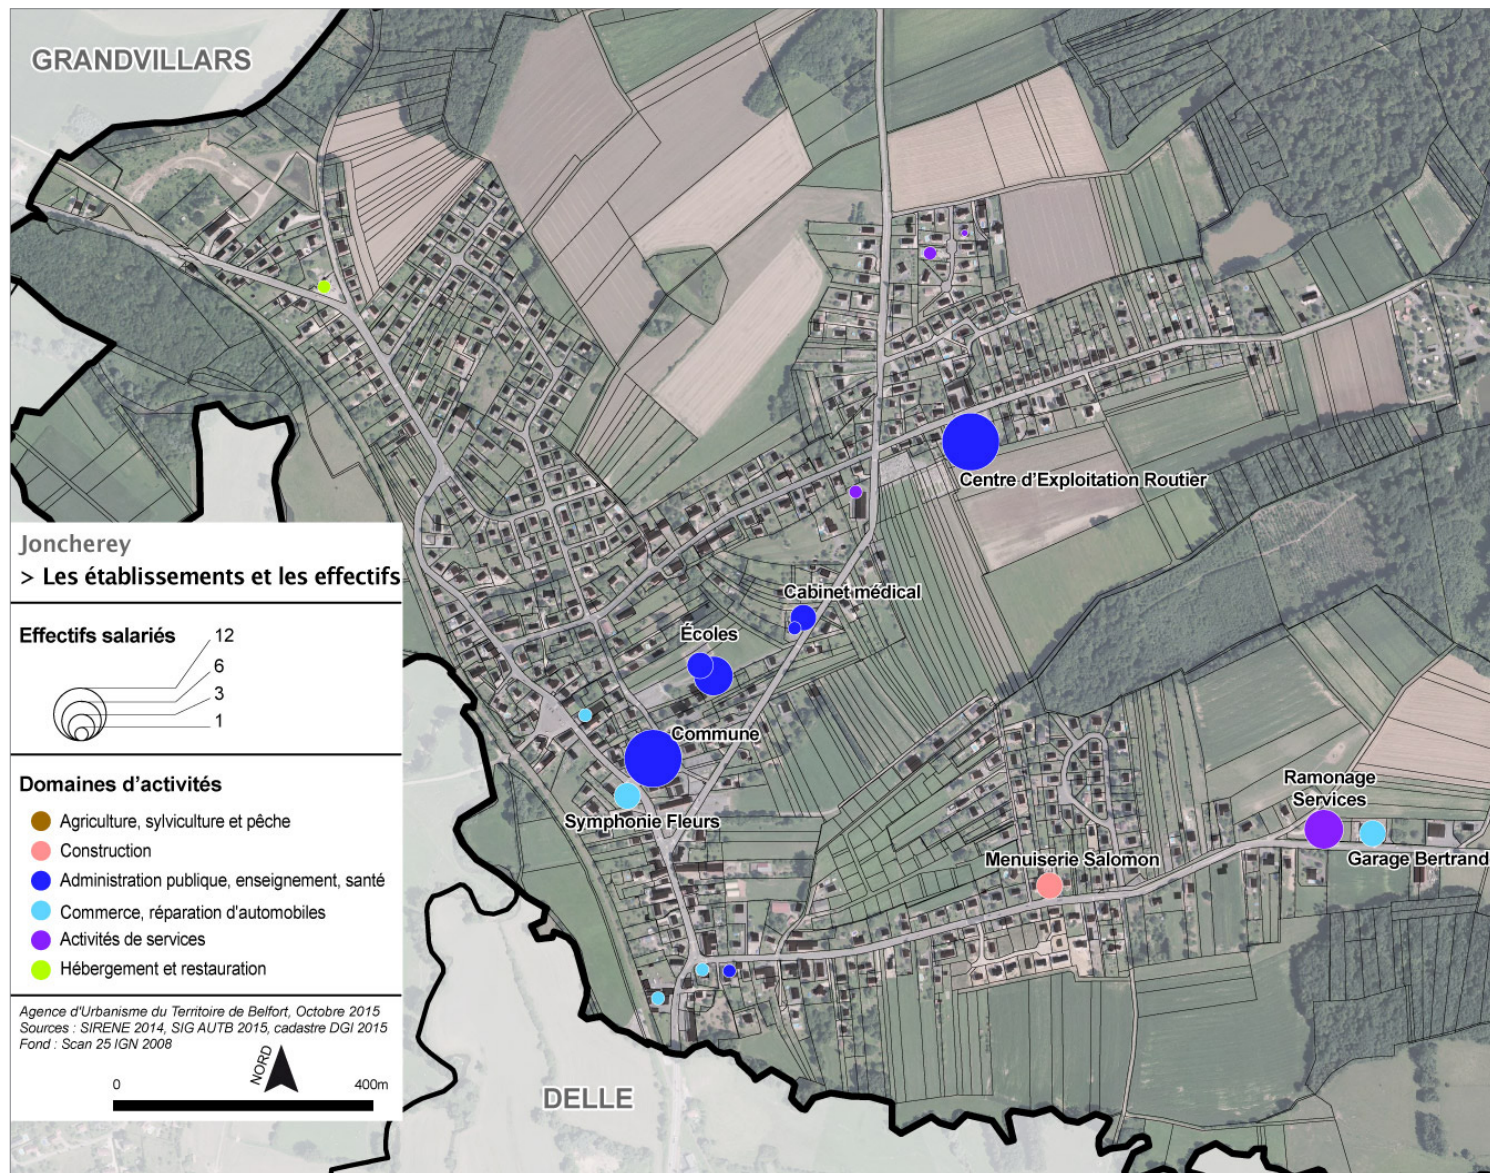 GRANDVILLARS
Centre d'Exploitation Routier
Cabinet médical
Écoles
Commune
Symphonie Fleurs
Ramonage
Services
Menuiserie Salomon
Garage Bertrand
DELLE
Joncherey
> Les établissements et les effectifs
Effectifs salariés
12
6
3
1
Domaines d'activités
Agriculture, sylviculture et pêche
Construction
Administration publique, enseignement, santé
Commerce, réparation d'automobiles
Activités de services
Hébergement et restauration
Agence d'Urbanisme du Territoire de Belfort, Octobre 2015
Sources : SIRENE 2014, SIG AUTB 2015, cadastre DGI 2015
Fond : Scan 25 IGN 2008
NORD
0 400m